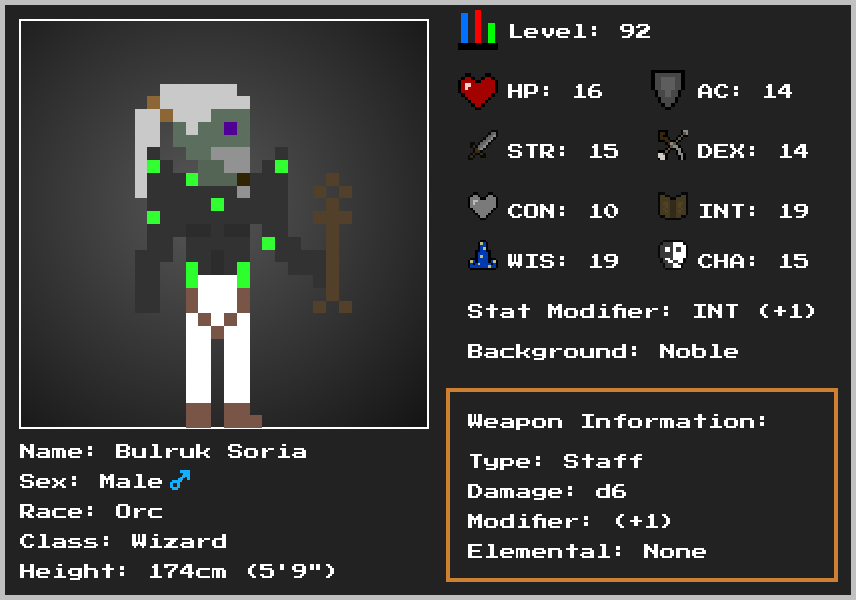 Level: 92
HP: 16
AC: 14
STR: 15
DEX: 14
CON: 10
INT: 19
WIS: 19
CHA: 15
Stat Modifier: INT (+1)
Background: Noble
Weapon Information:
Type: Staff
Damage: d6
Modifier: (+1)
Elemental: None
Name: Bulruk Soria
Sex: Male ♂
Race: Orc
Class: Wizard
Height: 174cm (5'9")